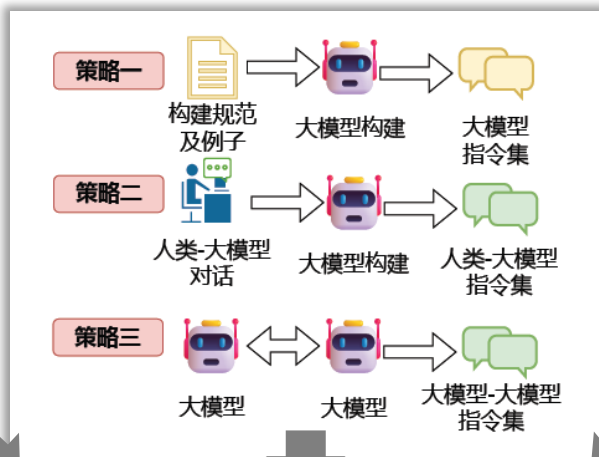 策略一
构建规范
及例子
大模型构建
大模型
指令集
策略二
人类-大模型
对话
大模型构建
人类-大模型
指令集
策略三
大模型
大模型
大模型-大模型
指令集